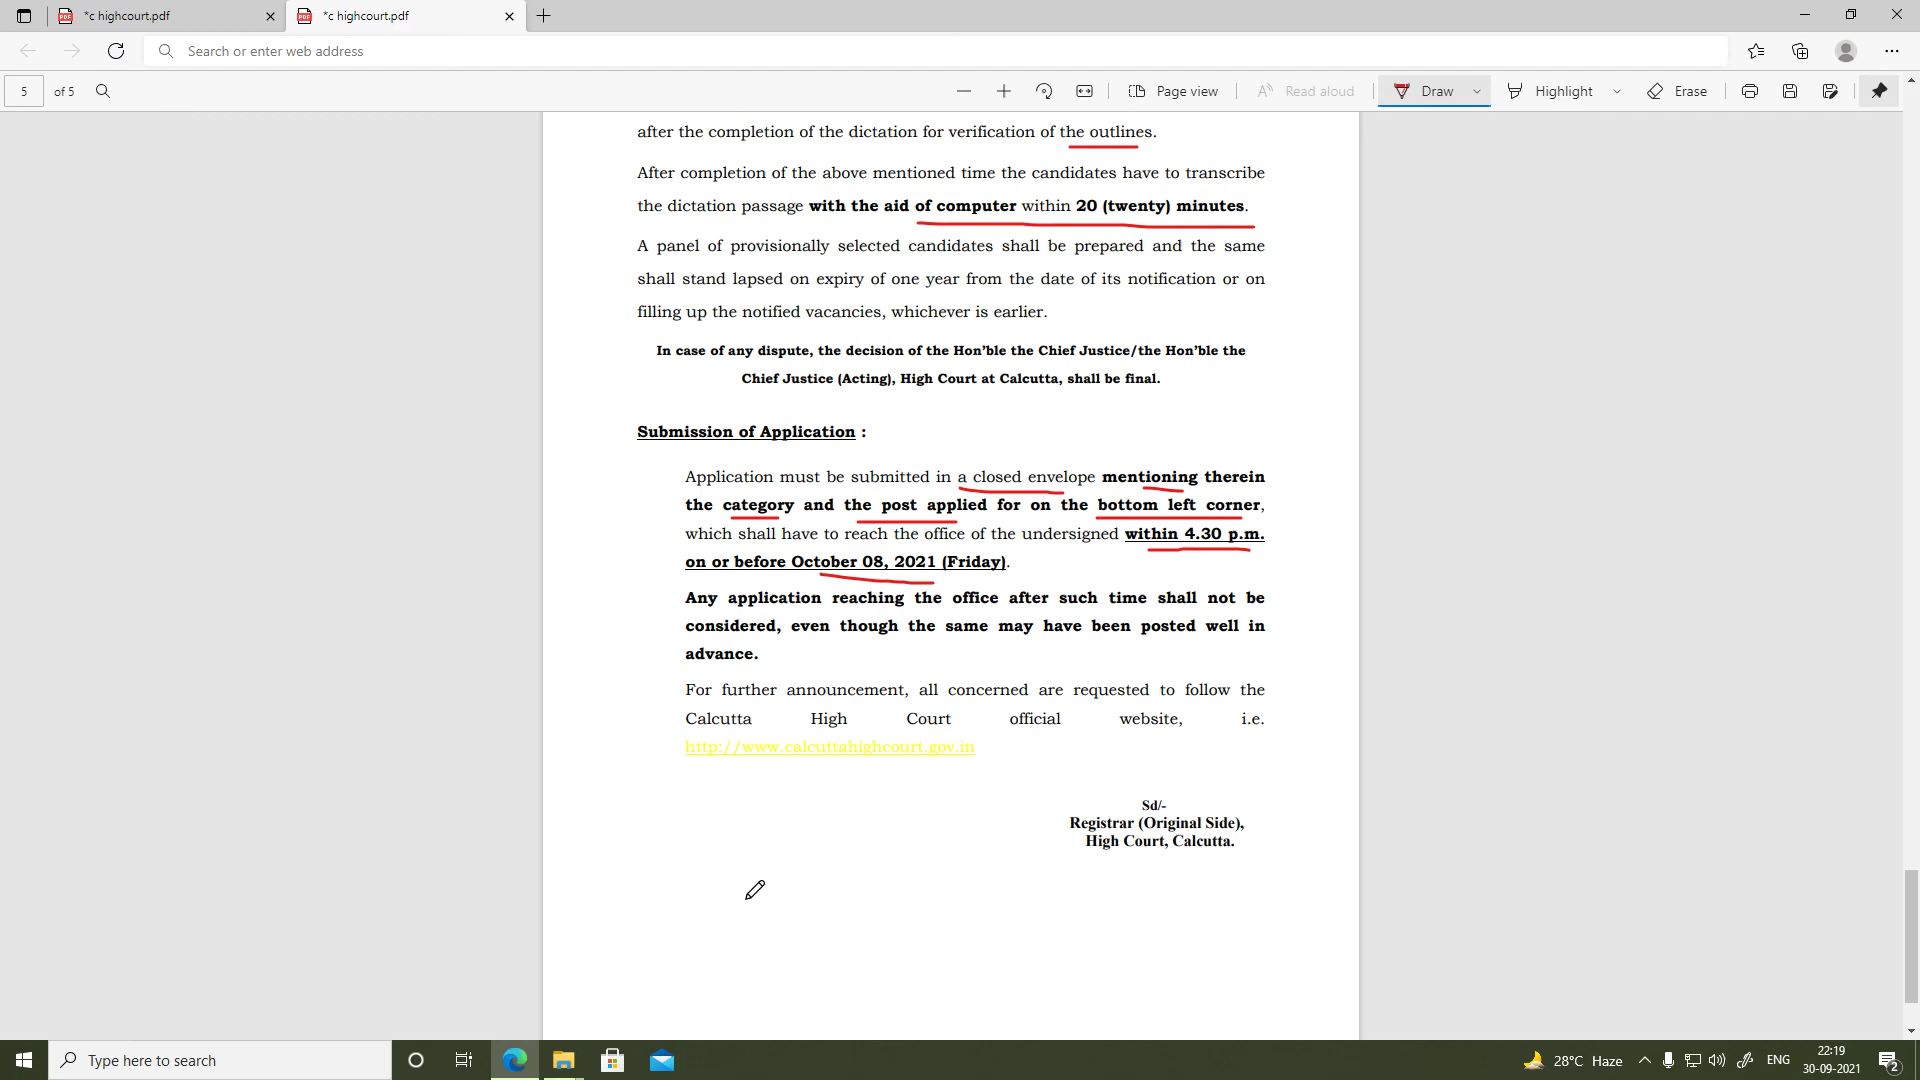 *c highcourt.pdf
*c highcourt.pdf
Search or enter web address
5 of 5
Page view
Read aloud
Draw
Highlight
Erase
after the completion of the dictation for verification of the outlines.
After completion of the above mentioned time the candidates have to transcribe
the dictation passage with the aid of computer within 20 (twenty) minutes.
A panel of provisionally selected candidates shall be prepared and the same
shall stand lapsed on expiry of one year from the date of its notification or on
filling up the notified vacancies, whichever is earlier.
In case of any dispute, the decision of the Hon’ble the Chief Justice/the Hon’ble the
Chief Justice (Acting), High Court at Calcutta, shall be final.
Submission of Application :
Application must be submitted in a closed envelope mentioning therein
the category and the post applied for on the bottom left corner,
which shall have to reach the office of the undersigned within 4.30 p.m.
on or before October 08, 2021 (Friday).
Any application reaching the office after such time shall not be
considered, even though the same may have been posted well in
advance.
For further announcement, all concerned are requested to follow the
Calcutta High Court official website, i.e.
http://www.calcuttahighcourt.gov.in
Sd/-
Registrar (Original Side),
High Court, Calcutta.
Type here to search
28°C Haze
ENG
22:19
30-09-2021
2